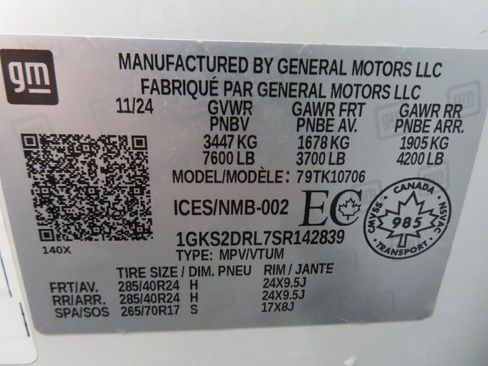 gm
MANUFACTURED BY GENERAL MOTORS LLC
FABRIQUÉ PAR GENERAL MOTORS LLC
11/24 GVWR GAWR FRT GAWR RR
PNBV PNBE AV. PNBE ARR.
3447 KG 1678 KG 1905 KG
7600 LB 3700 LB 4200 LB
MODEL/MODÈLE: 79TK10706
ICES/NMB-002 EC
CANADA
CMVSS NSVAC
985
1GKS2DRL7SR142839
TYPE: MPV/VTUM
140X
TIRE SIZE / DIM. PNEU RIM / JANTE
FRT/AV. 285/40R24 H 24X9.5J
RR/ARR. 285/40R24 H 24X9.5J
SPA/SOS 265/70R17 S 17X8J